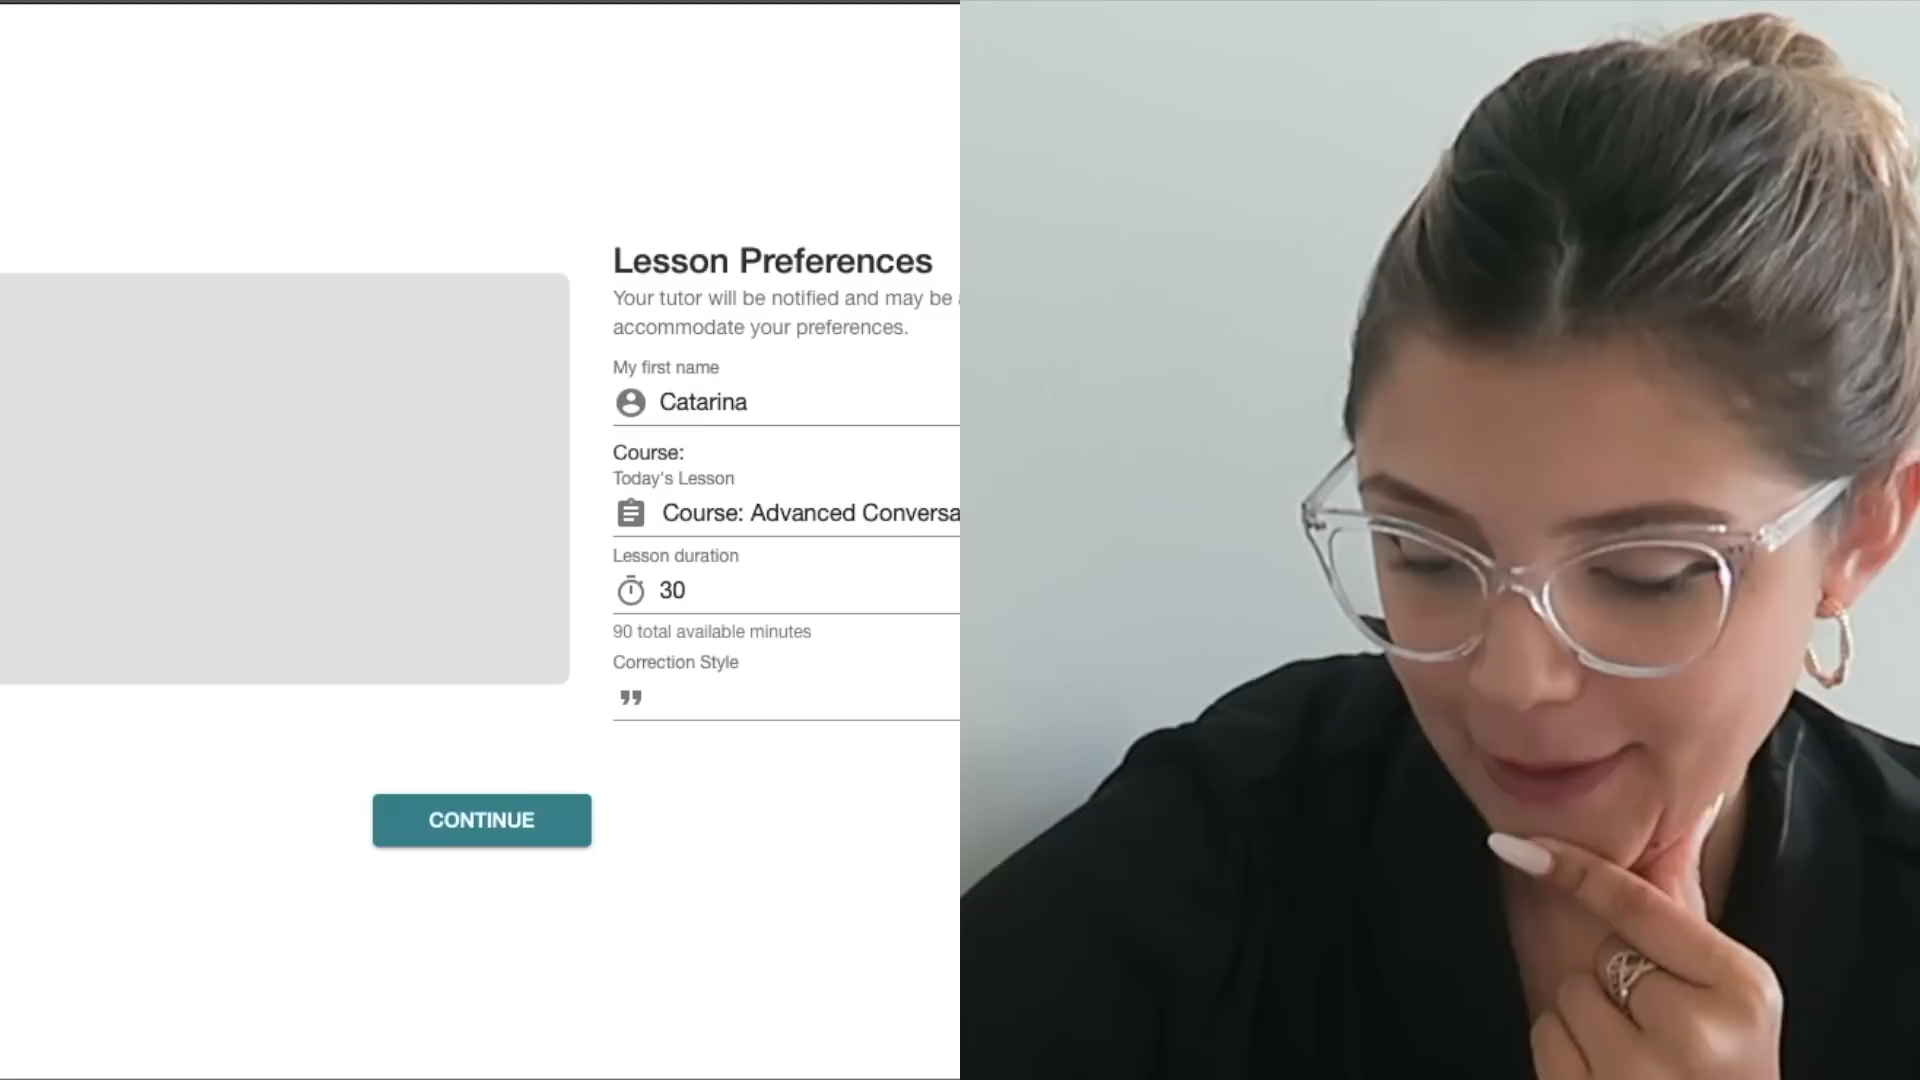 Lesson Preferences
Your tutor will be notified and may be
accommodate your preferences.
My first name
Catarina
Course:
Today's Lesson
Course: Advanced Conversa
Lesson duration
30
90 total available minutes
Correction Style
CONTINUE